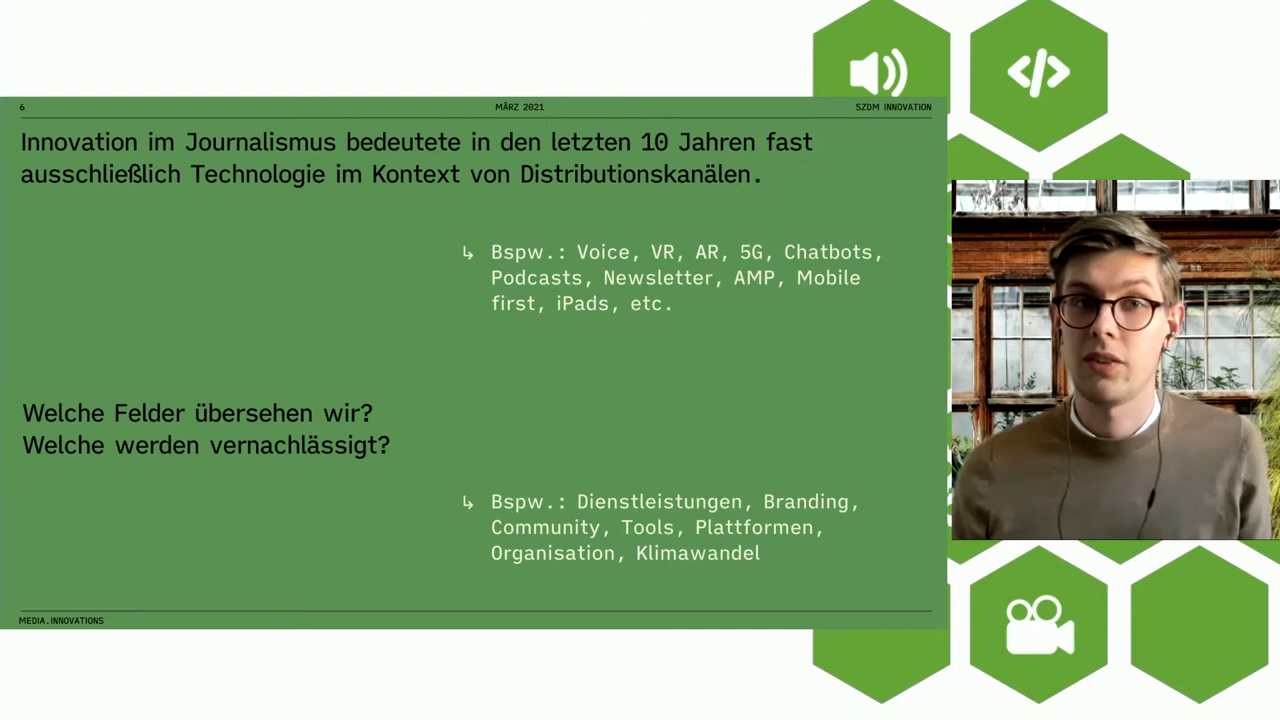 6
MÄRZ 2021
SZDM INNOVATION
Innovation im Journalismus bedeutete in den letzten 10 Jahren fast
ausschließlich Technologie im Kontext von Distributionskanälen.
↳ Bspw.: Voice, VR, AR, 5G, Chatbots,
Podcasts, Newsletter, AMP, Mobile
first, iPads, etc.
Welche Felder übersehen wir?
Welche werden vernachlässigt?
↳ Bspw.: Dienstleistungen, Branding,
Community, Tools, Plattformen,
Organisation, Klimawandel
MEDIA.INNOVATIONS